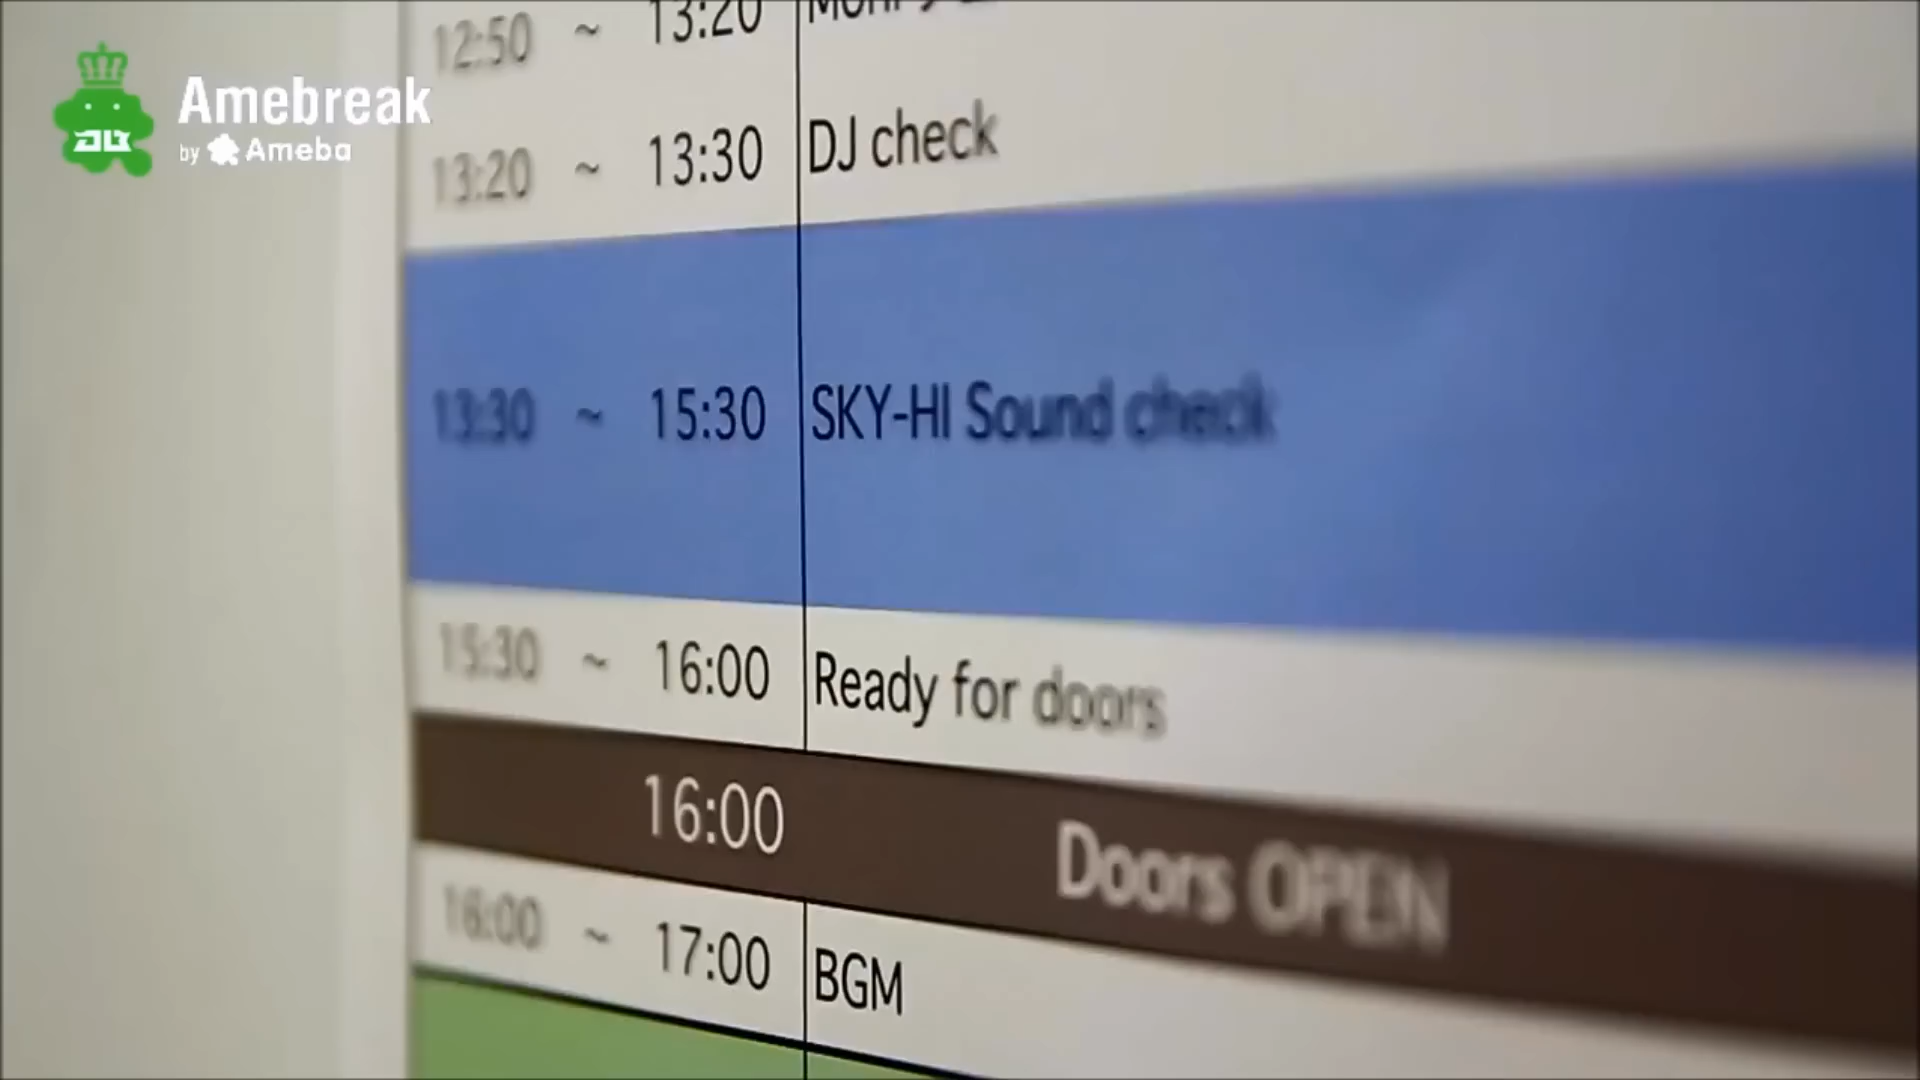 Amebreak
by Ameba
12:50 ~ 13:20
13:20 ~ 13:30 DJ check
13:30 ~ 15:30 SKY-HI Sound check
15:30 ~ 16:00 Ready for doors
16:00 Doors OPEN
16:00 ~ 17:00 BGM